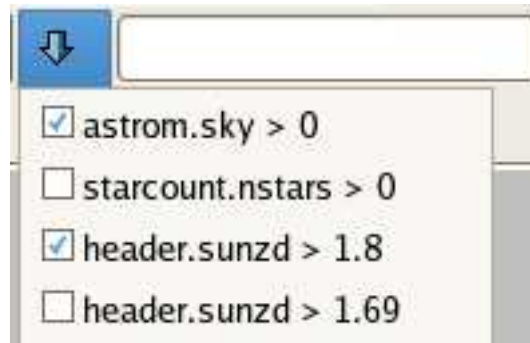 astrom.sky > 0
starcount.nstars > 0
header.sunzd > 1.8
header.sunzd > 1.69